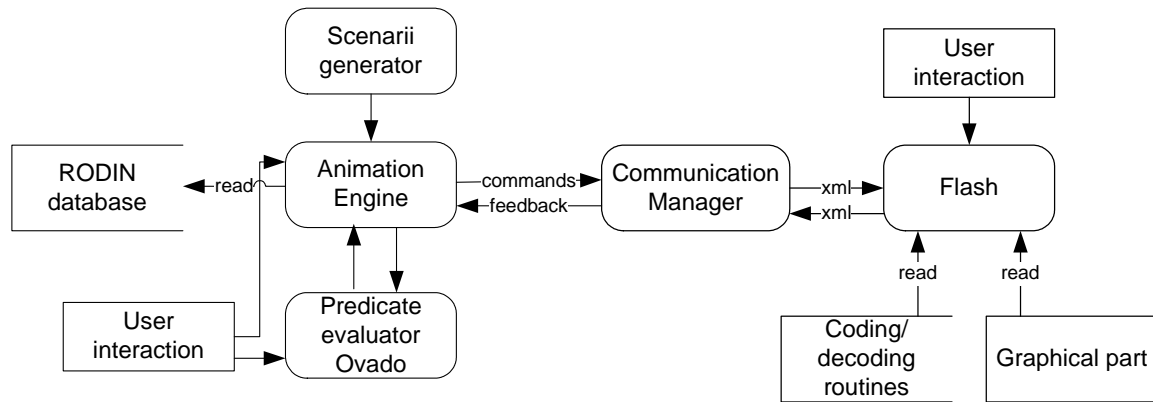 Scenarii
generator
User
interaction
RODIN
database
read
Animation
Engine
commands
feedback
Communication
Manager
xml
xml
Flash
read
read
User
interaction
Predicate
evaluator
Ovado
Coding/
decoding
routines
Graphical part